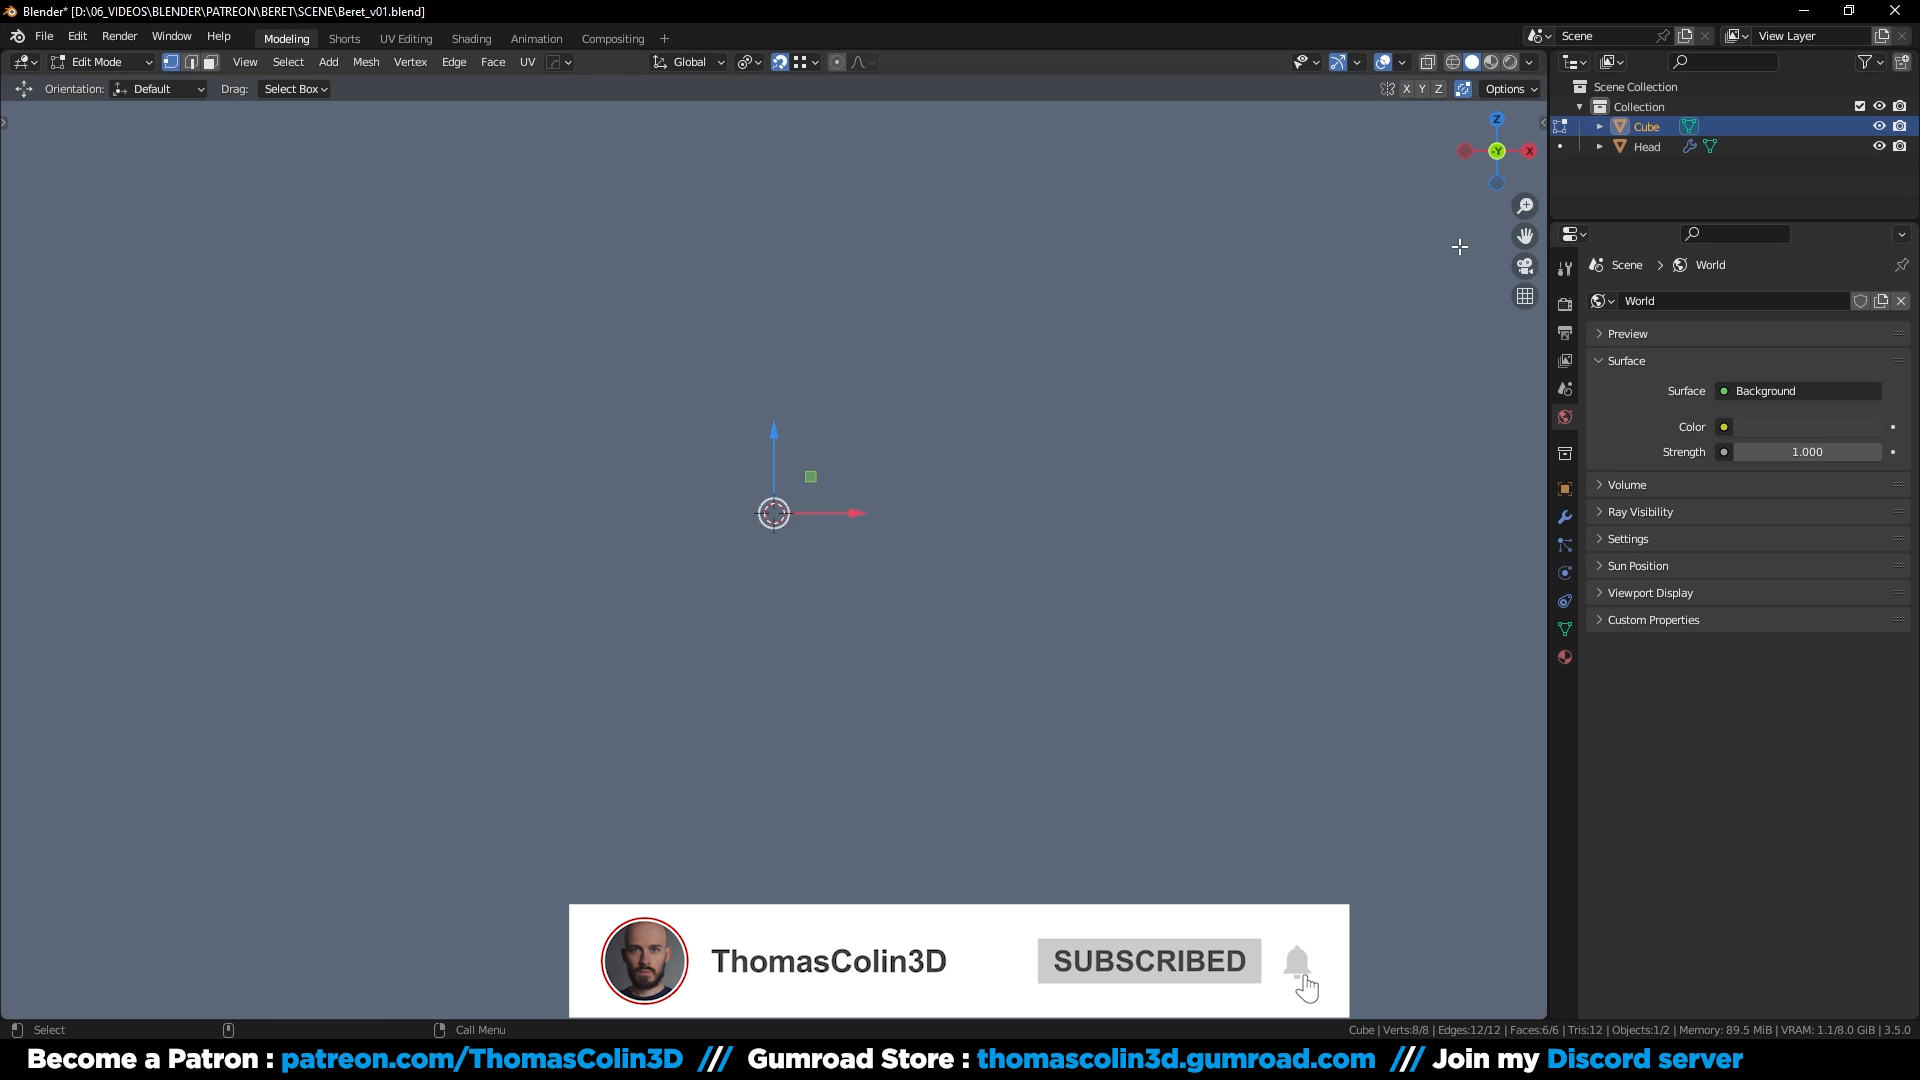 Blender* [D:\06_VIDEOS\BLENDER\PATREON\BERET\SCENE\Beret_v01.blend]
File Edit Render Window Help Modeling Shorts UV Editing Shading Animation Compositing + Scene View Layer
Edit Mode View Select Add Mesh Vertex Edge Face UV Global
Orientation: Default Drag: Select Box X Y Z Options
Scene Collection
Collection
Cube
Head
Z
-Y
X
Scene > World
World
Preview
Surface
Surface Background
Color
Strength 1.000
Volume
Ray Visibility
Settings
Sun Position
Viewport Display
Custom Properties
ThomasColin3D SUBSCRIBED
Select Call Menu Cube | Verts:8/8 | Edges:12/12 | Faces:6/6 | Tris:12 | Objects:1/2 | Memory: 89.5 MiB | VRAM: 1.1/8.0 GiB | 3.5.0
Become a Patron : patreon.com/ThomasColin3D /// Gumroad Store : thomascolin3d.gumroad.com /// Join my Discord server